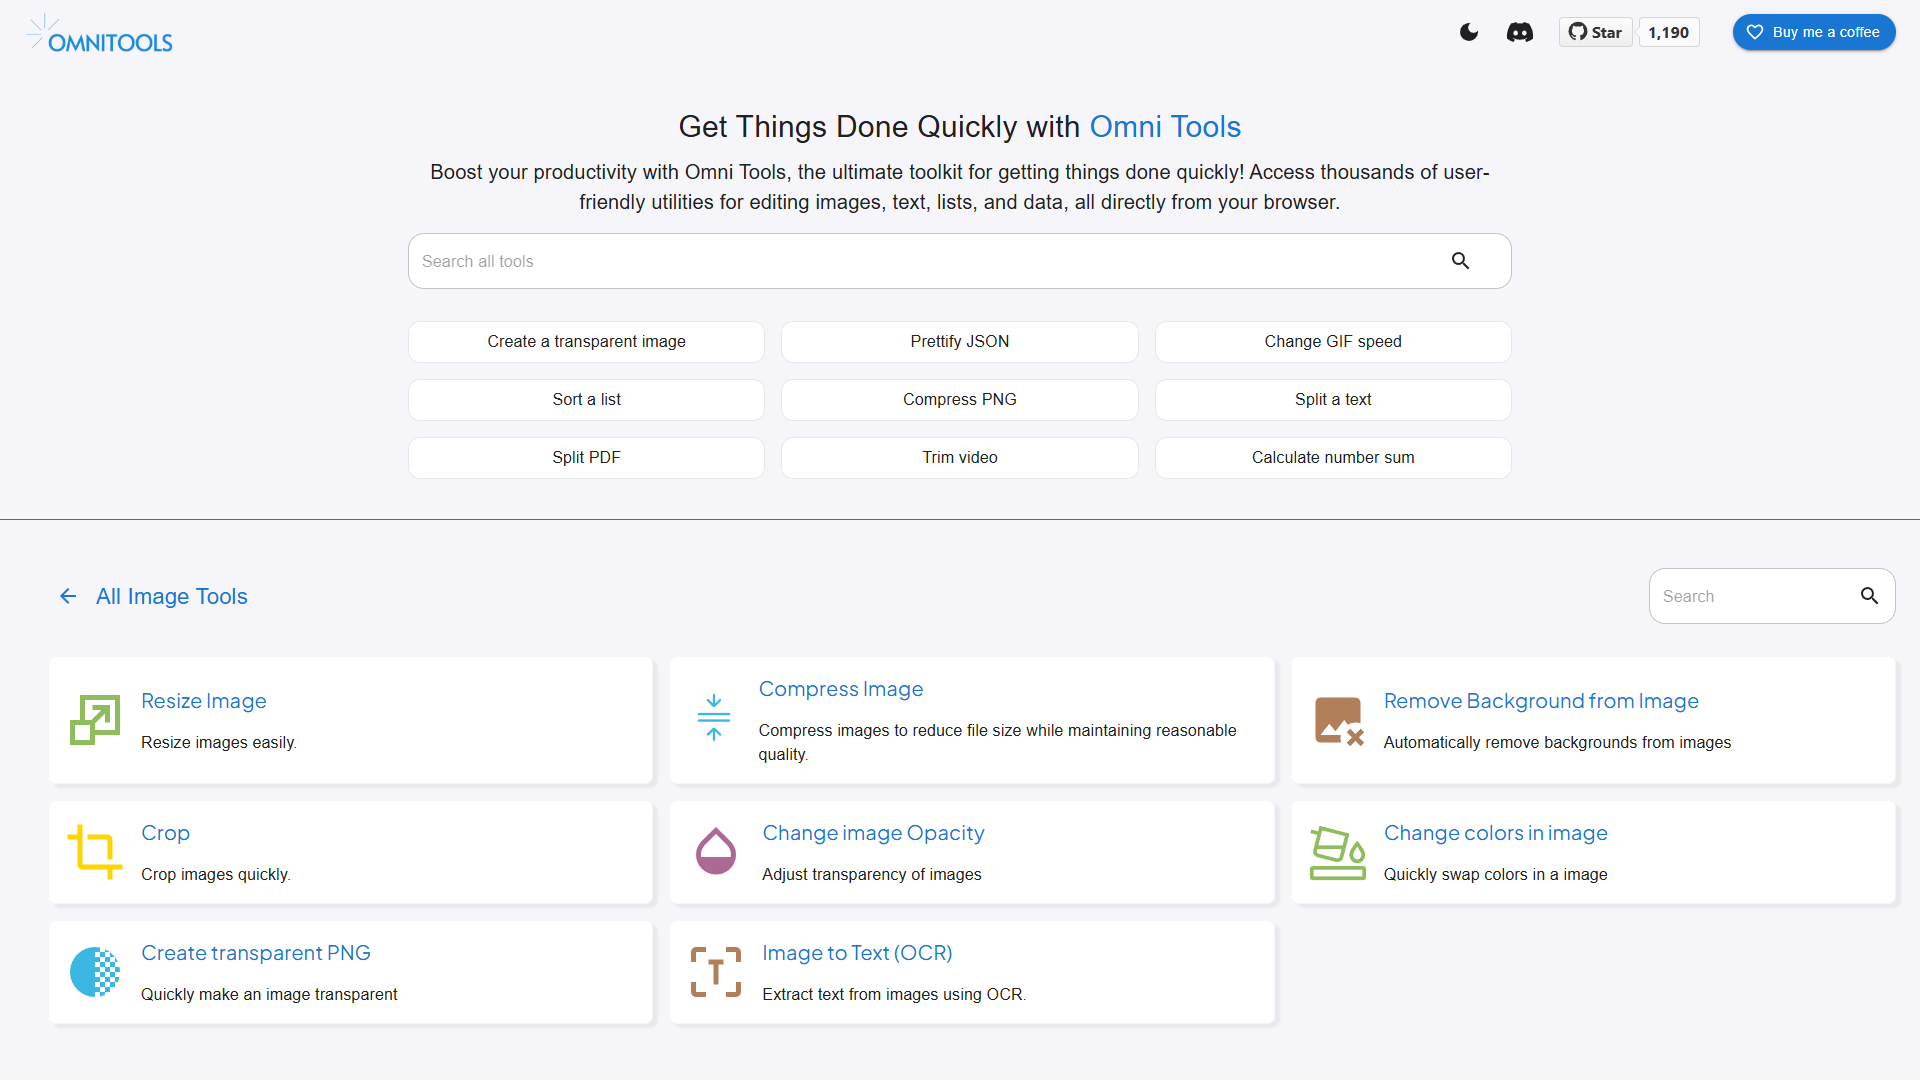 OMNITOOLS
Star
1,190
Buy me a coffee
Get Things Done Quickly with Omni Tools
Boost your productivity with Omni Tools, the ultimate toolkit for getting things done quickly! Access thousands of user-
friendly utilities for editing images, text, lists, and data, all directly from your browser.
Search all tools
Create a transparent image
Prettify JSON
Change GIF speed
Sort a list
Compress PNG
Split a text
Split PDF
Trim video
Calculate number sum
All Image Tools
Search
Resize Image
Resize images easily.
Compress Image
Compress images to reduce file size while maintaining reasonable
quality.
Remove Background from Image
Automatically remove backgrounds from images
Crop
Crop images quickly.
Change image Opacity
Adjust transparency of images
Change colors in image
Quickly swap colors in a image
Create transparent PNG
Quickly make an image transparent
T
Image to Text (OCR)
Extract text from images using OCR.